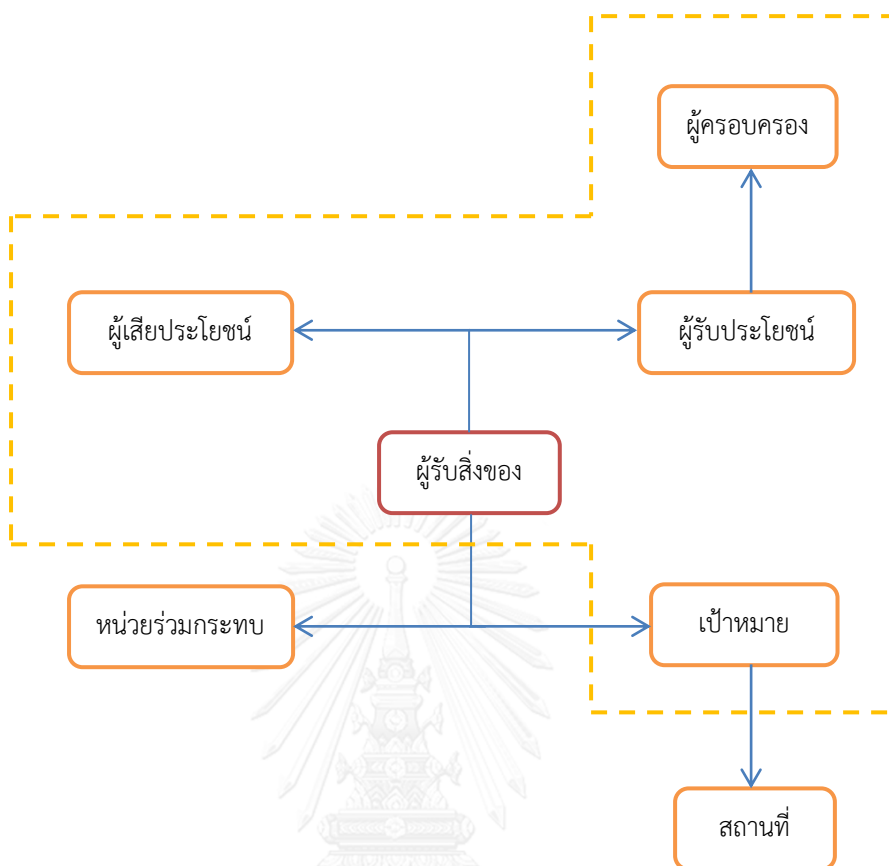 ผู้ครอบครอง
ผู้เสียประโยชน์
ผู้รับประโยชน์
ผู้รับสิ่งของ
หน่วยร่วมกระทบ
เป้าหมาย
สถานที่